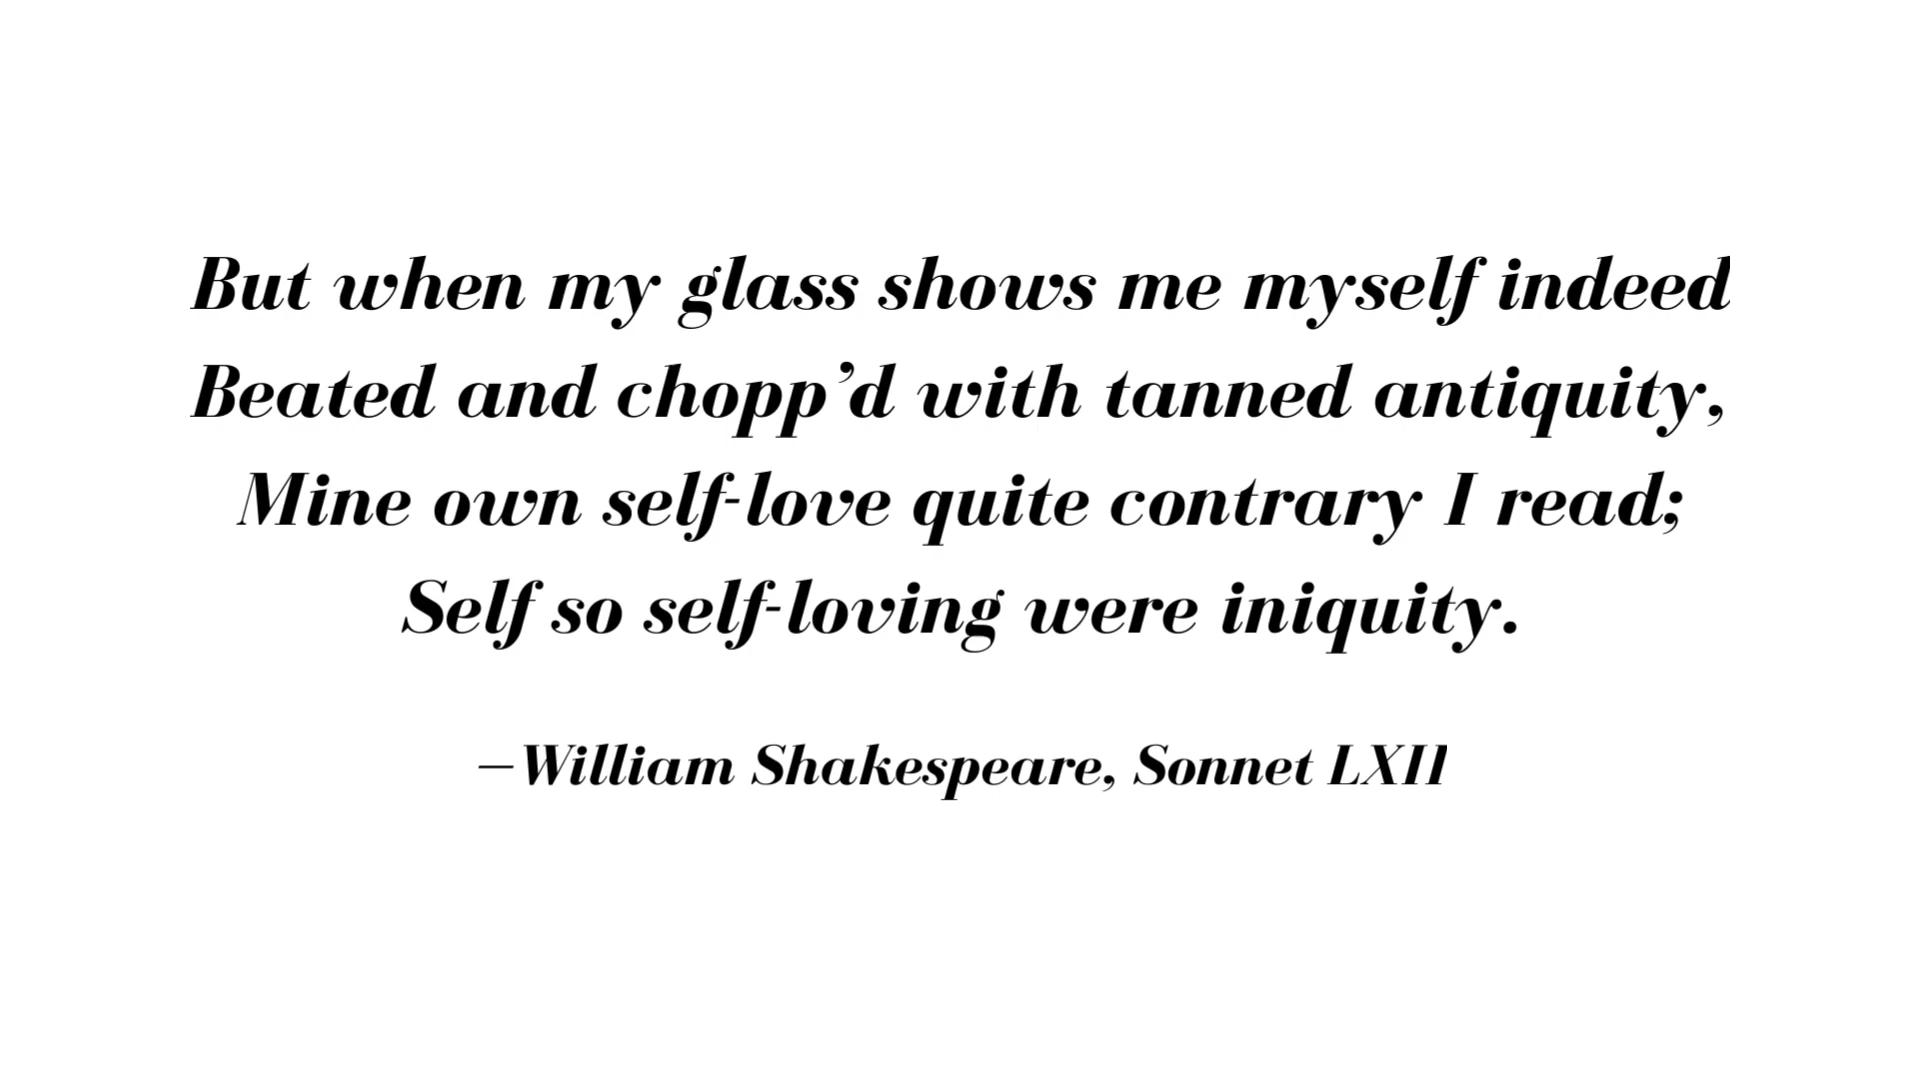 But when my glass shows me myself indeed
Beated and chopp’d with tanned antiquity,
Mine own self-love quite contrary I read;
Self so self-loving were iniquity.
—William Shakespeare, Sonnet LXII